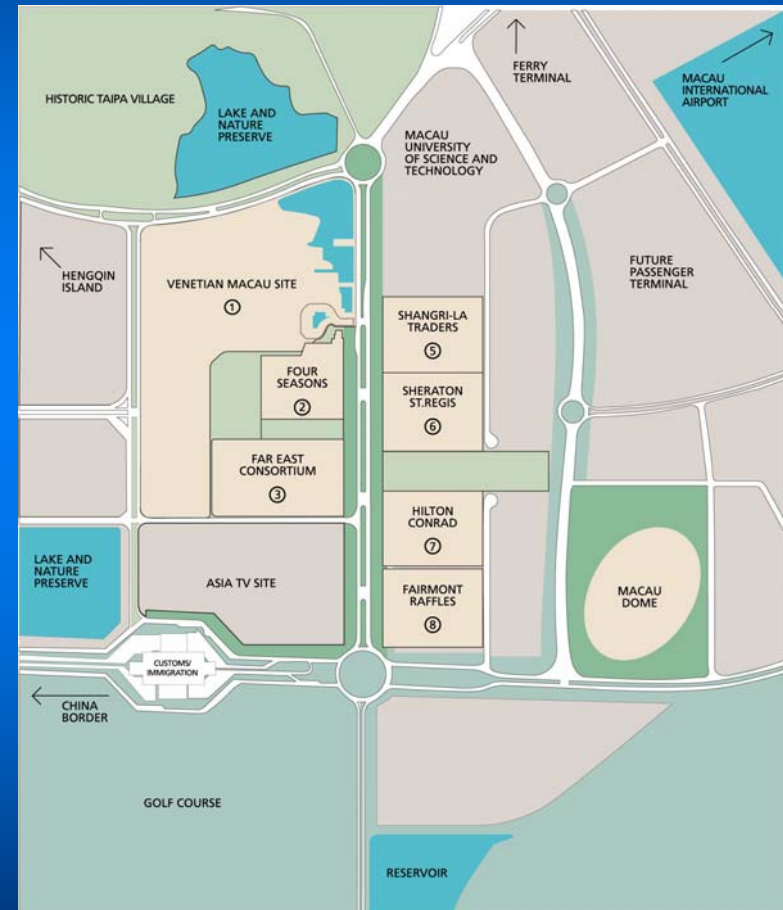 HISTORIC TAIPA VILLAGE
LAKE AND
NATURE
PRESERVE
FERRY
TERMINAL
MACAU
INTERNATIONAL
AIRPORT
MACAU
UNIVERSITY
OF SCIENCE AND
TECHNOLOGY
HENGQIN
ISLAND
VENETIAN MACAU SITE
1
FUTURE
PASSENGER
TERMINAL
SHANGRI-LA
TRADERS
5
FOUR
SEASONS
2
SHERATON
ST.REGIS
6
FAR EAST
CONSORTIUM
3
HILTON
CONRAD
7
LAKE AND
NATURE
PRESERVE
ASIA TV SITE
FAIRMONT
RAFFLES
8
MACAU
DOME
CUSTOMS/
IMMIGRATION
CHINA
BORDER
GOLF COURSE
RESERVOIR